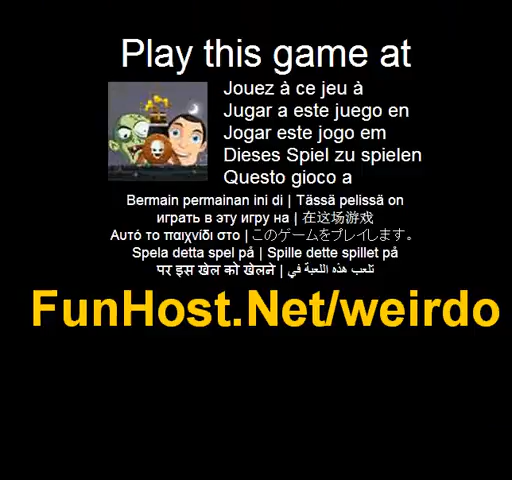 Play this game at
Jouez à ce jeu à
Jugar a este juego en
Jogar este jogo em
Dieses Spiel zu spielen
Questo gioco a
Bermain permainan ini di | Tässä pelissä on
играть в эту игру на | 在这场游戏
Αυτό το παιχνίδι στο | このゲームをプレイします。
Spela detta spel på | Spille dette spillet på
पर इस खेल को खेलने | تلعب هذه اللعبة في
FunHost.Net/weirdo